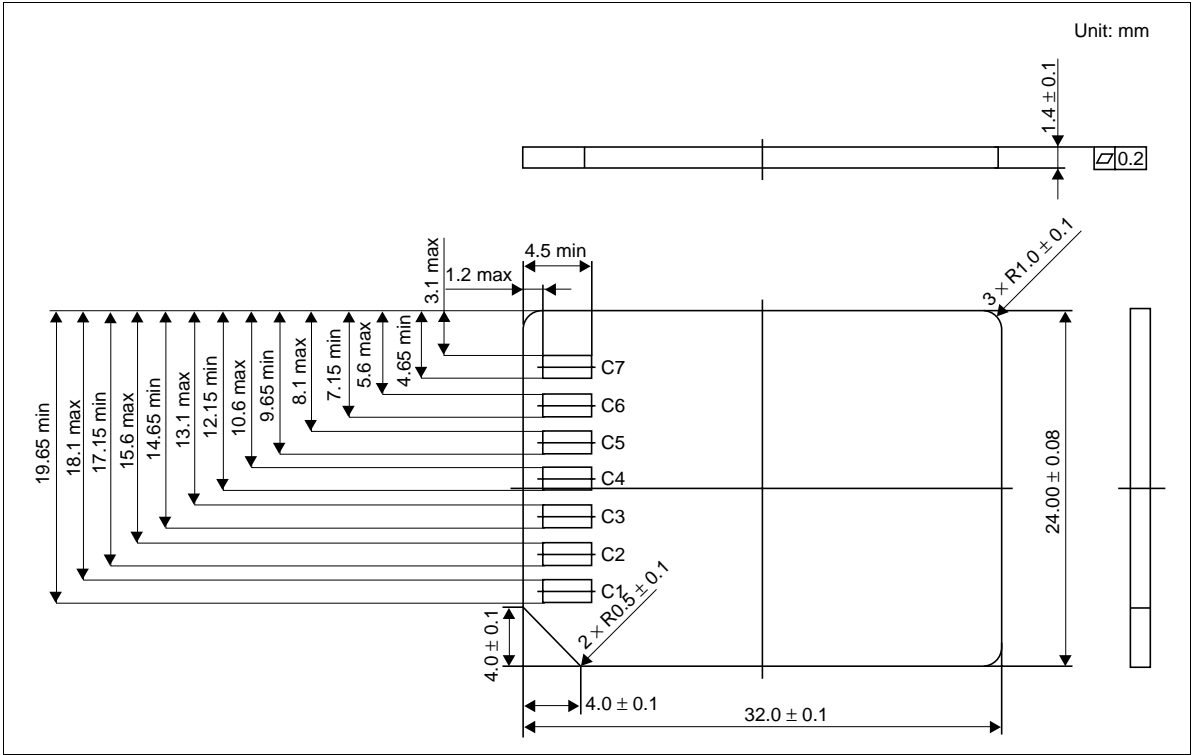 Unit: mm
1.4 ± 0.1
0.2
3 × R1.0 ± 0.1
4.5 min
1.2 max
3.1 max
4.65 min
5.6 max
7.15 min
8.1 max
9.65 min
10.6 max
12.15 min
13.1 max
14.65 min
15.6 max
17.15 min
18.1 max
19.65 min
C7
C6
C5
C4
C3
C2
C1
24.00 ± 0.08
2 × R0.5 ± 0.1
4.0 ± 0.1
4.0 ± 0.1
32.0 ± 0.1